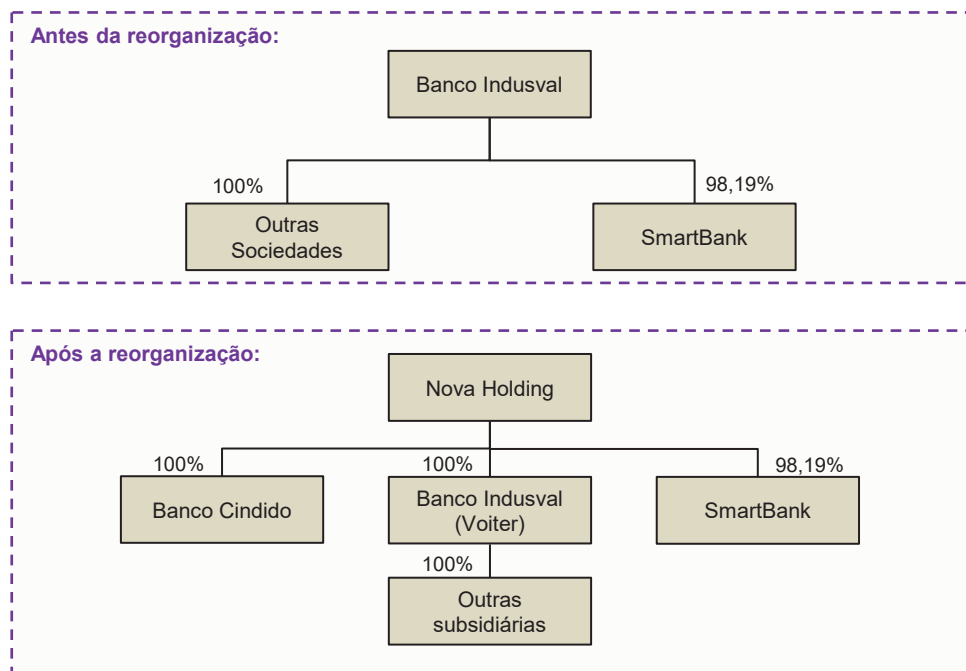 Antes da reorganização:
Banco Indusval
100%
98,19%
Outras
Sociedades
SmartBank
Após a reorganização:
Nova Holding
100%
100%
98,19%
Banco Cindido
Banco Indusval
(Voiter)
SmartBank
100%
Outras
subsidiárias